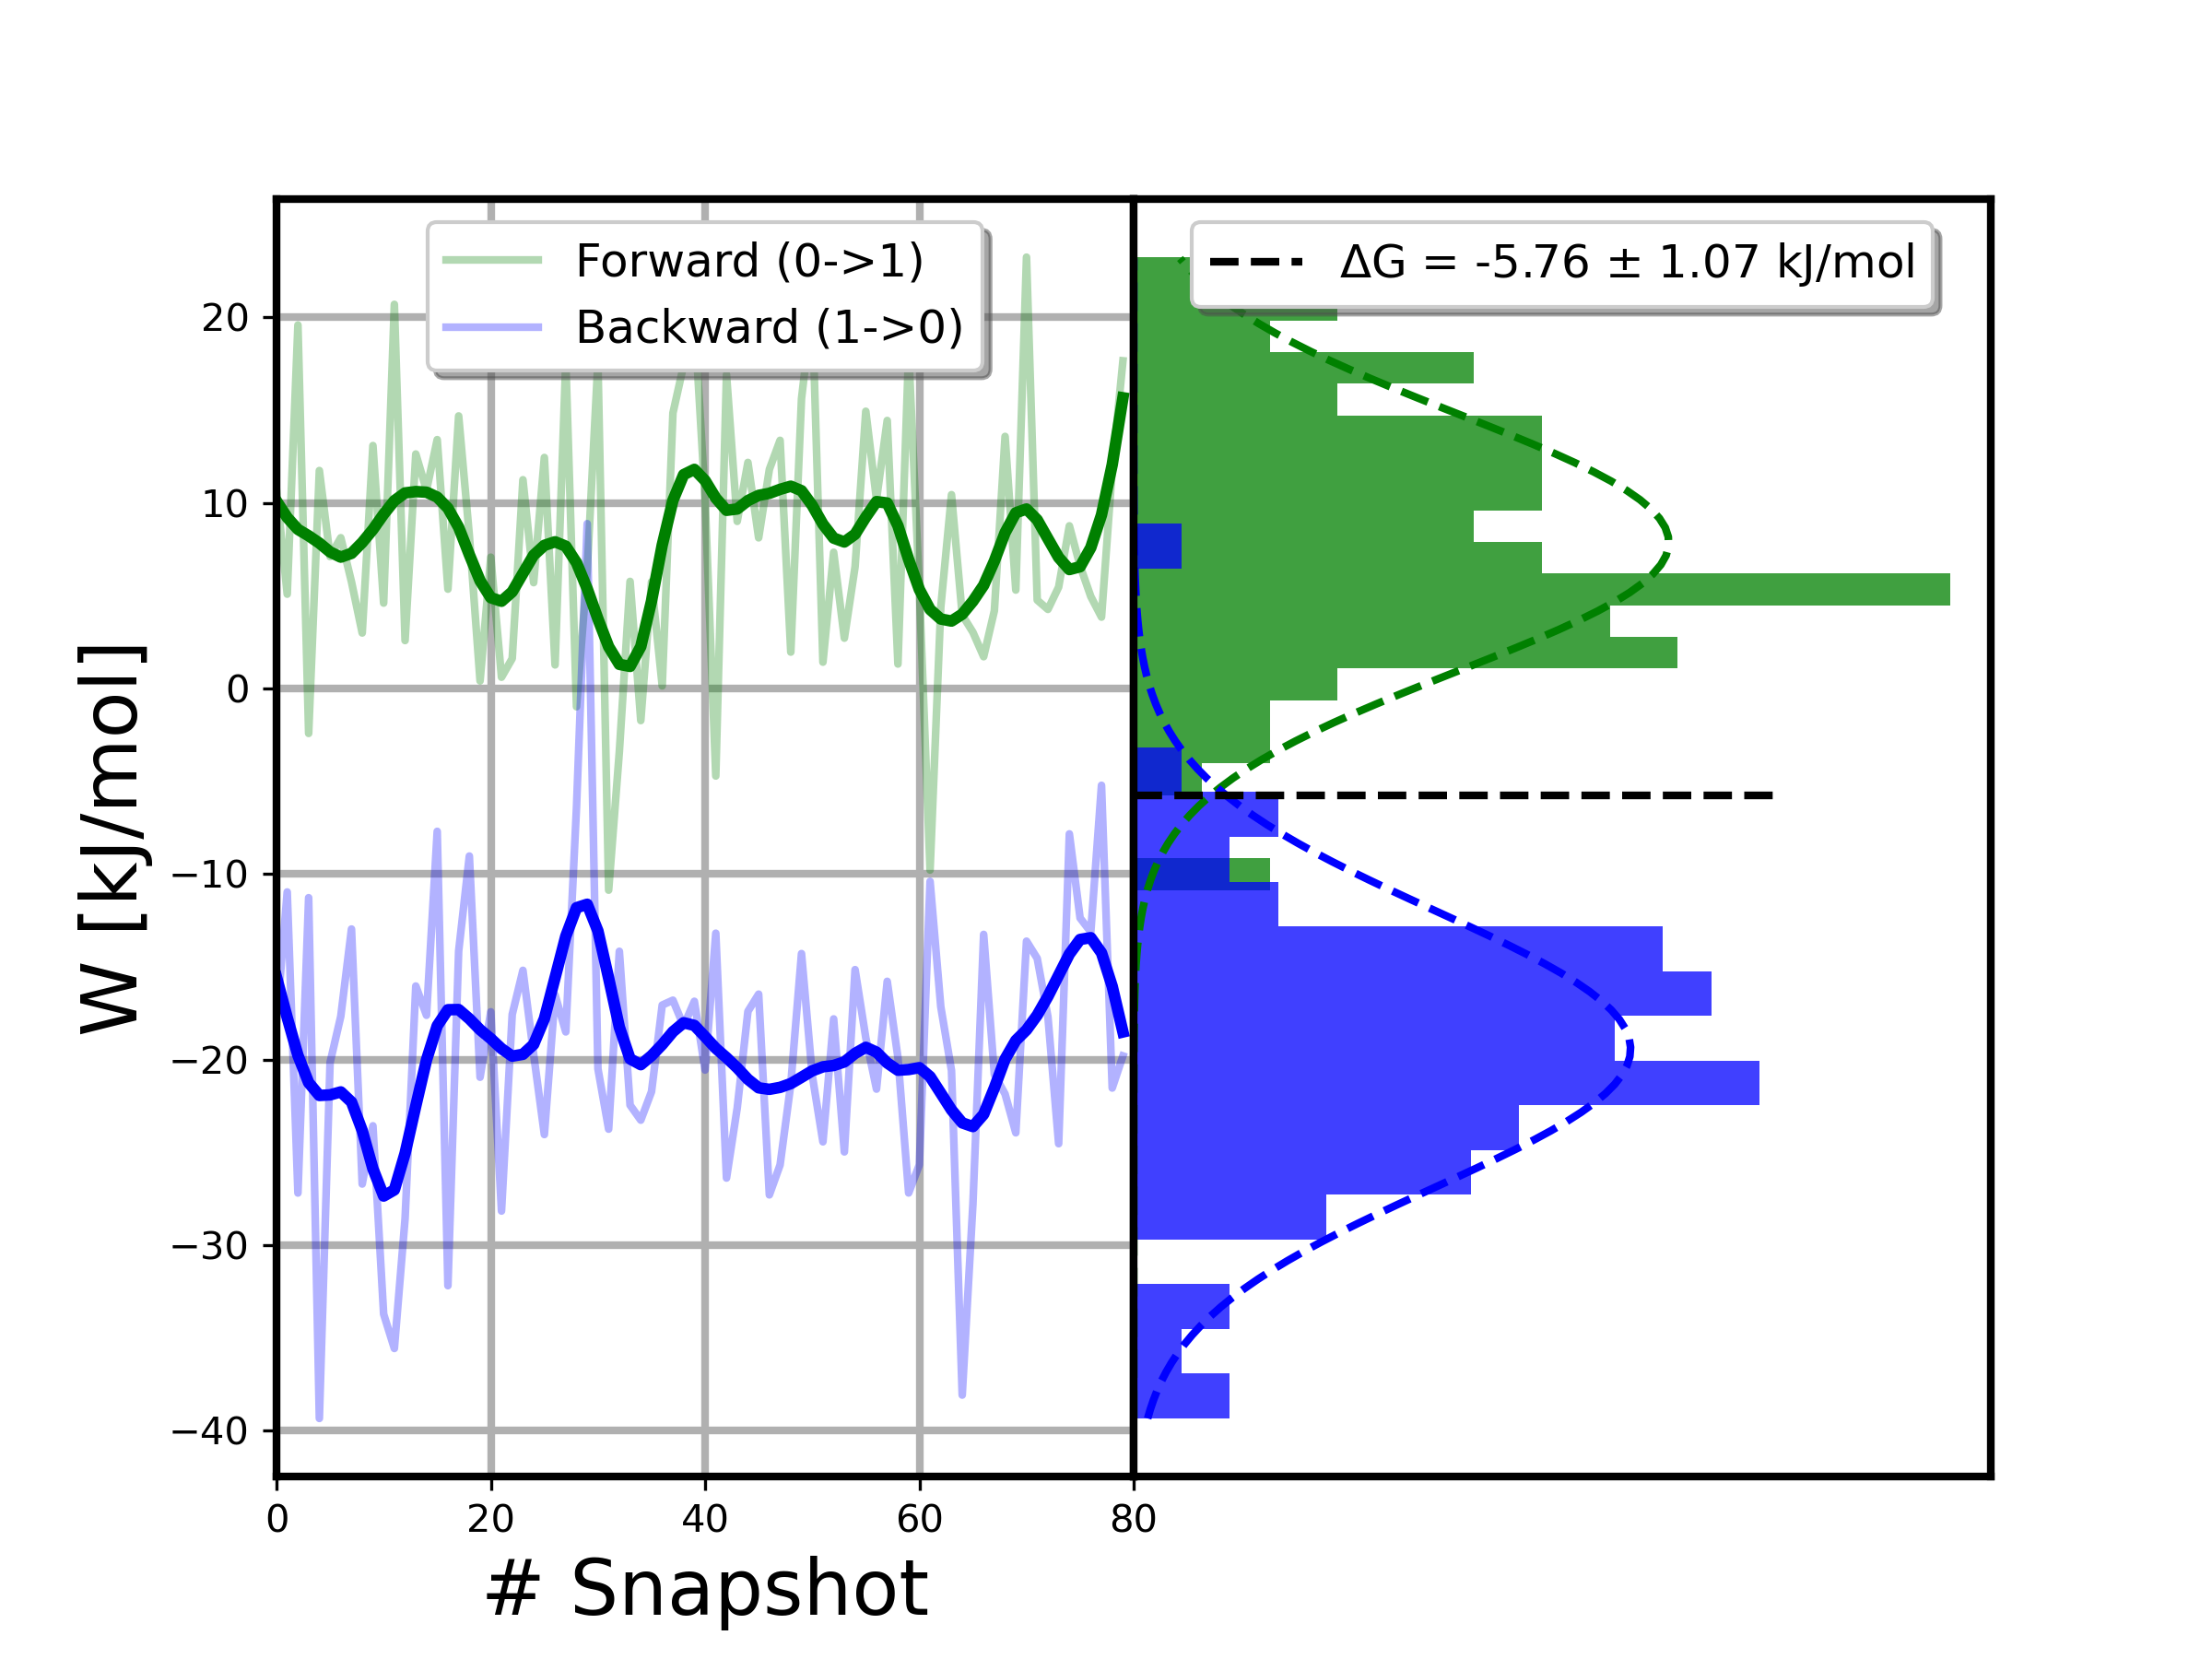 Forward (0->1)
Backward (1->0)
ΔG = -5.76 ± 1.07 kJ/mol
20
10
0
−10
−20
−30
−40
W [kJ/mol]
0 20 40 60 80
# Snapshot